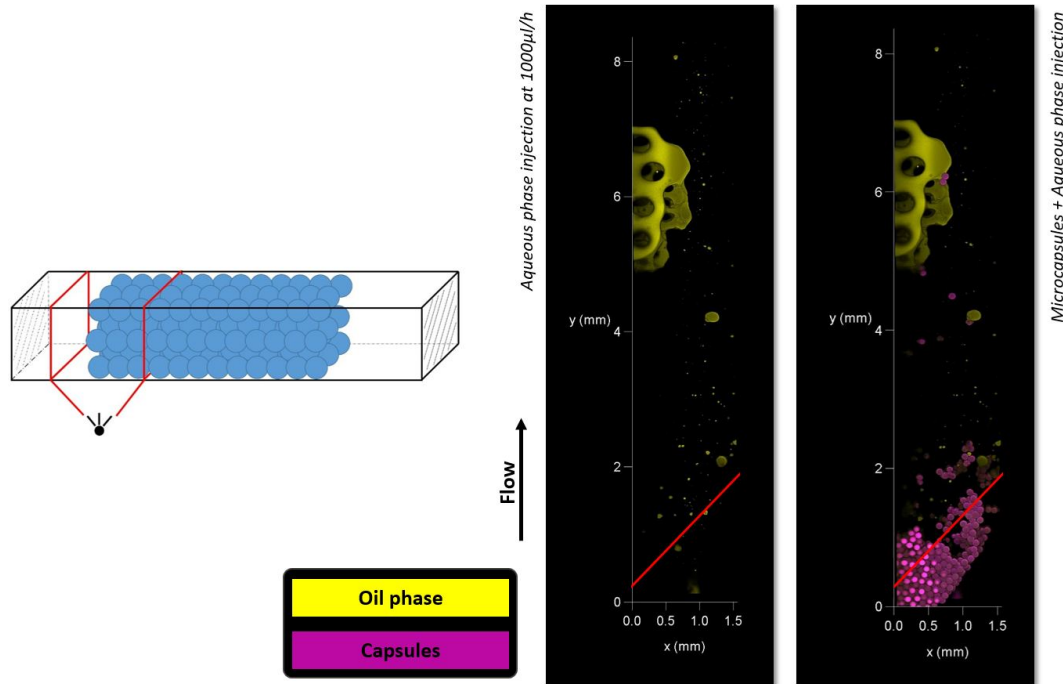 Aqueous phase injection at 1000µl/h
8
6
y (mm)
4
2
0
0.0 0.5 1.0 1.5
x (mm)
Microcapsules + Aqueous phase injection
8
6
y (mm)
4
2
0
0.0 0.5 1.0 1.5
x (mm)
Flow
Oil phase
Capsules